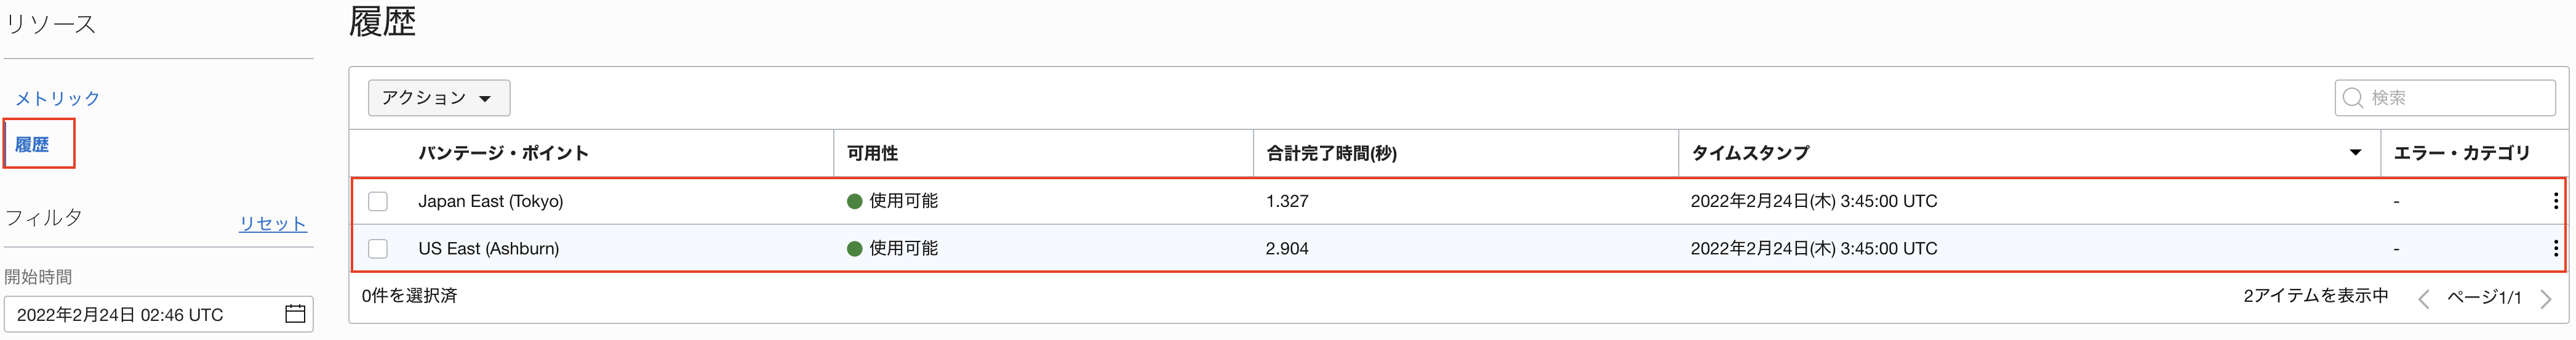 リソース
メトリック
履歴
フィルタ
リセット
開始時間
2022年2月24日 02:46 UTC
履歴
アクション
検索
バンテージ・ポイント 可用性 合計完了時間(秒) タイムスタンプ エラー・カテゴリ
Japan East (Tokyo) 使用可能 1.327 2022年2月24日(木) 3:45:00 UTC -
US East (Ashburn) 使用可能 2.904 2022年2月24日(木) 3:45:00 UTC -
0件を選択済 2アイテムを表示中 ページ1/1